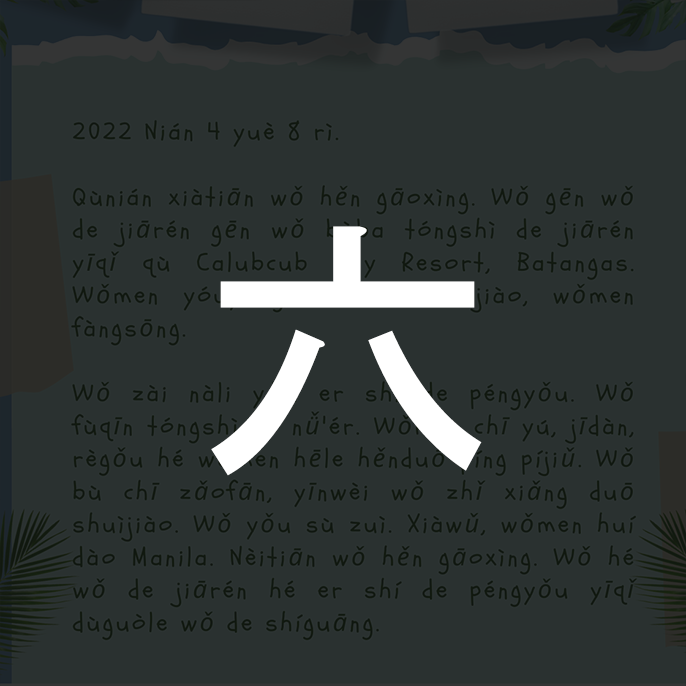 2022 Nián 4 yuè 8 rì.
Qùnián xiàtiān wǒ hěn gāoxìng. Wǒ gēn wǒ
de jiārén gēn wǒ tóngshì de jiārén
yīqǐ qù Calubcub Resort, Batangas.
Wǒmen wǒmen
fàngsōng.
六
Wǒ zài nàli er de péngyǒu. Wǒ
fùqīn tóngshì nǚ'ér. chī yú, jīdàn,
règǒu hé hēle hěnduō píjiǔ. Wǒ
bù chī zǎofān, yīnwèi wǒ zhǐ xiǎng duō
shuìjiào. Wǒ yǒu sù zuì. Xiàwǔ, wǒmen huí
dào Manila. Nèitiān wǒ hěn gāoxìng. Wǒ hé
wǒ de jiārén hé er shí de péngyǒu yīqǐ
dùguòle wǒ de shíguāng.